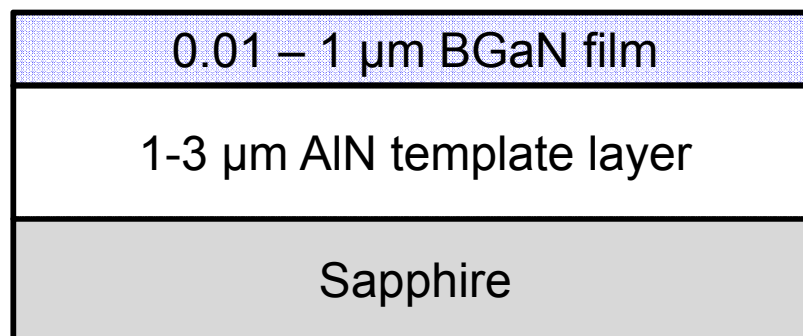 0.01 – 1 µm BGaN film
1-3 µm AlN template layer
Sapphire